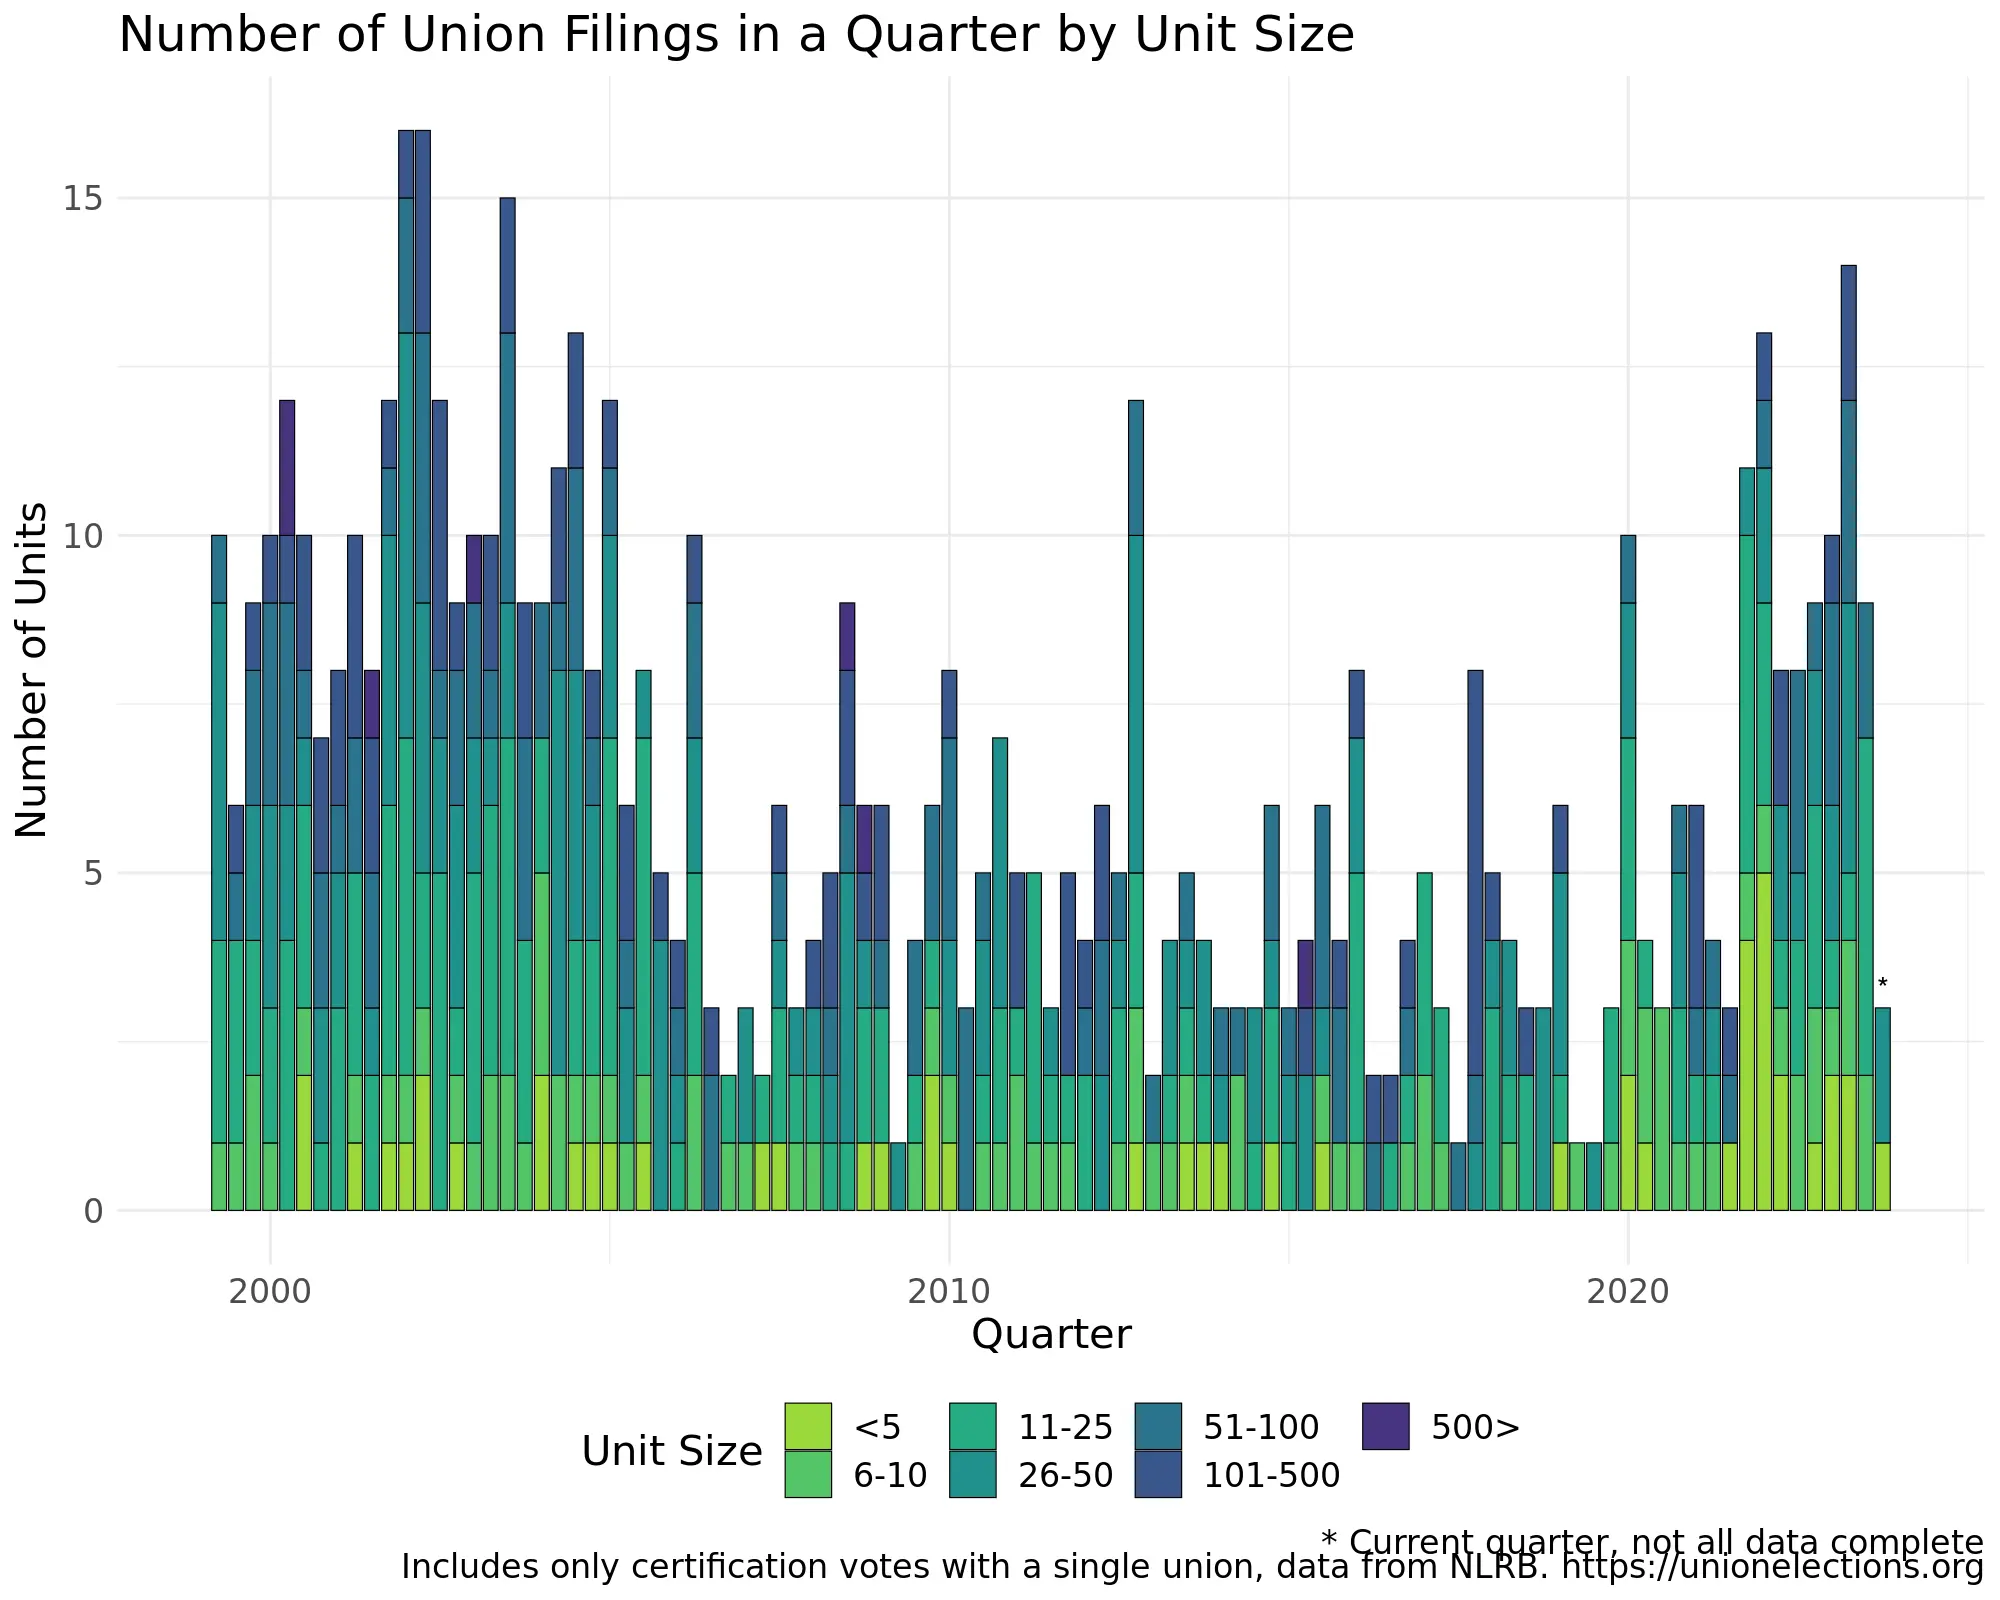 Number of Union Filings in a Quarter by Unit Size
Number of Units
15
10
5
0
*
2000 2010 2020
Quarter
Unit Size
<5 11-25 51-100 500>
6-10 26-50 101-500
* Current quarter, not all data complete
Includes only certification votes with a single union, data from NLRB. https://unionelections.org